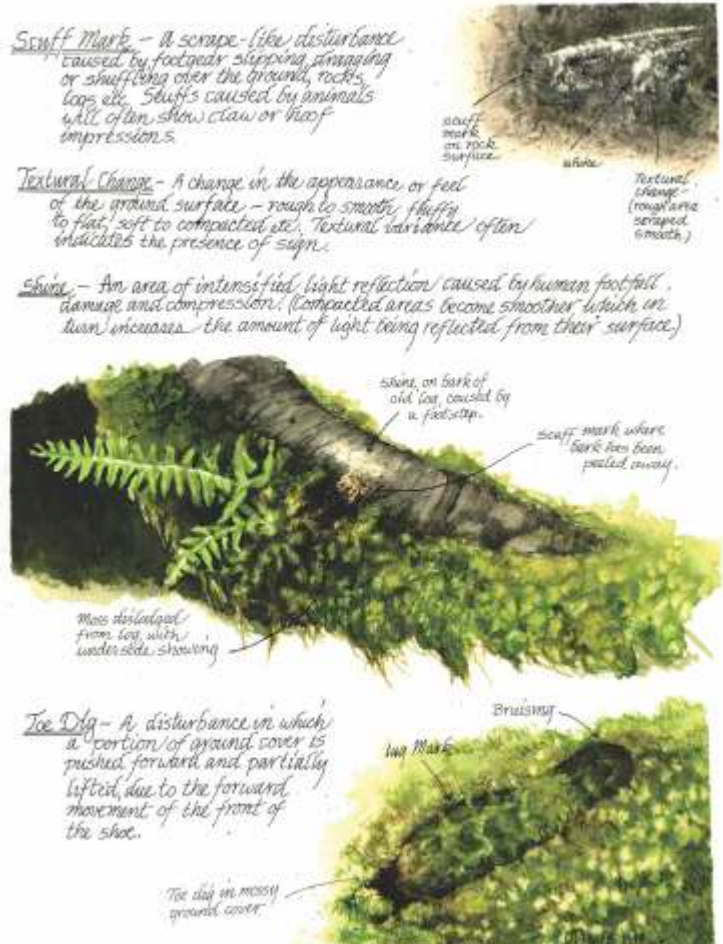 Scuff Mark – A scrape-like disturbance
caused by footgear slipping, dragging
or shuffling over the ground, rocks,
logs etc. Stuffs caused by animals
will often show claw or hoof
impressions.
scuff
mark
on rock
surface
white
Textural
change
(rough area
scraped
smooth.)
Textural Change – A change in the appearance or feel
of the ground surface – rough to smooth, fluffy
to flat, soft to compacted etc. Textural variance often
indicates the presence of sign.
Shine – An area of intensified light reflection caused by human footfall,
damage and compression. (Compacted areas become smoother which in
turn increases the amount of light being reflected from their surface)
shine, on bark of
old log, caused by
a footstep.
scuff mark where
bark has been
peeled away.
Moss dislodged
from log, with
underside showing
Toe Dig – A disturbance in which
a portion of ground cover is
pushed forward and partially
lifted, due to the forward
movement of the front of
the shoe.
Bruising
Lug Mark
Toe dig in mossy
ground cover